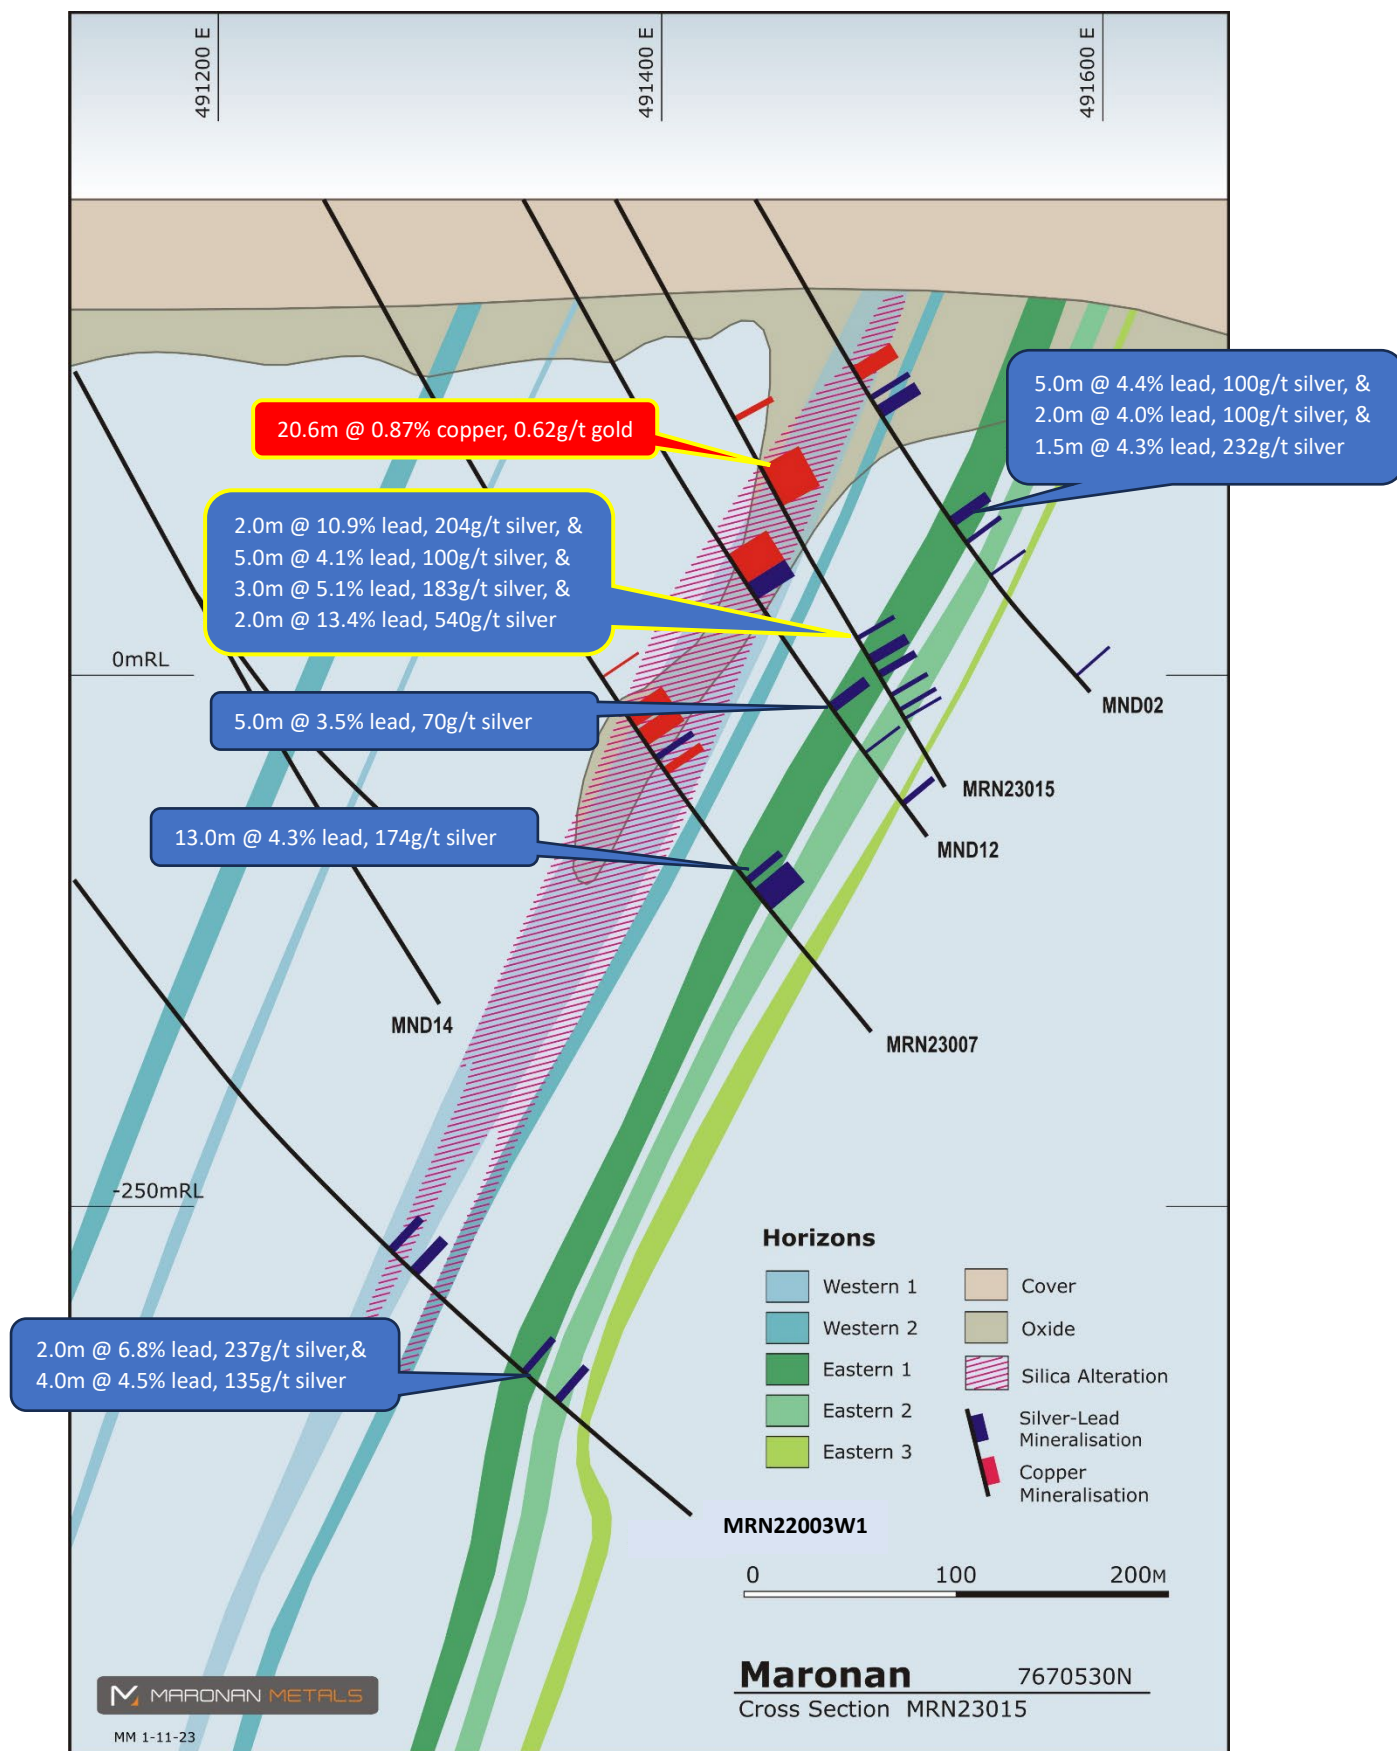 491200 E
491400 E
491600 E
5.0m @ 4.4% lead, 100g/t silver, &
2.0m @ 4.0% lead, 100g/t silver, &
1.5m @ 4.3% lead, 232g/t silver
20.6m @ 0.87% copper, 0.62g/t gold
2.0m @ 10.9% lead, 204g/t silver, &
5.0m @ 4.1% lead, 100g/t silver, &
3.0m @ 5.1% lead, 183g/t silver, &
2.0m @ 13.4% lead, 540g/t silver
0mRL
MND02
5.0m @ 3.5% lead, 70g/t silver
MRN23015
13.0m @ 4.3% lead, 174g/t silver
MND12
MND14
MRN23007
-250mRL
2.0m @ 6.8% lead, 237g/t silver,&
4.0m @ 4.5% lead, 135g/t silver
MRN22003W1
Horizons
Western 1
Western 2
Eastern 1
Eastern 2
Eastern 3
Cover
Oxide
Silica Alteration
Silver-Lead
Mineralisation
Copper
Mineralisation
0 100 200M
Maronan 7670530N
Cross Section MRN23015
MARONAN METALS
MM 1-11-23